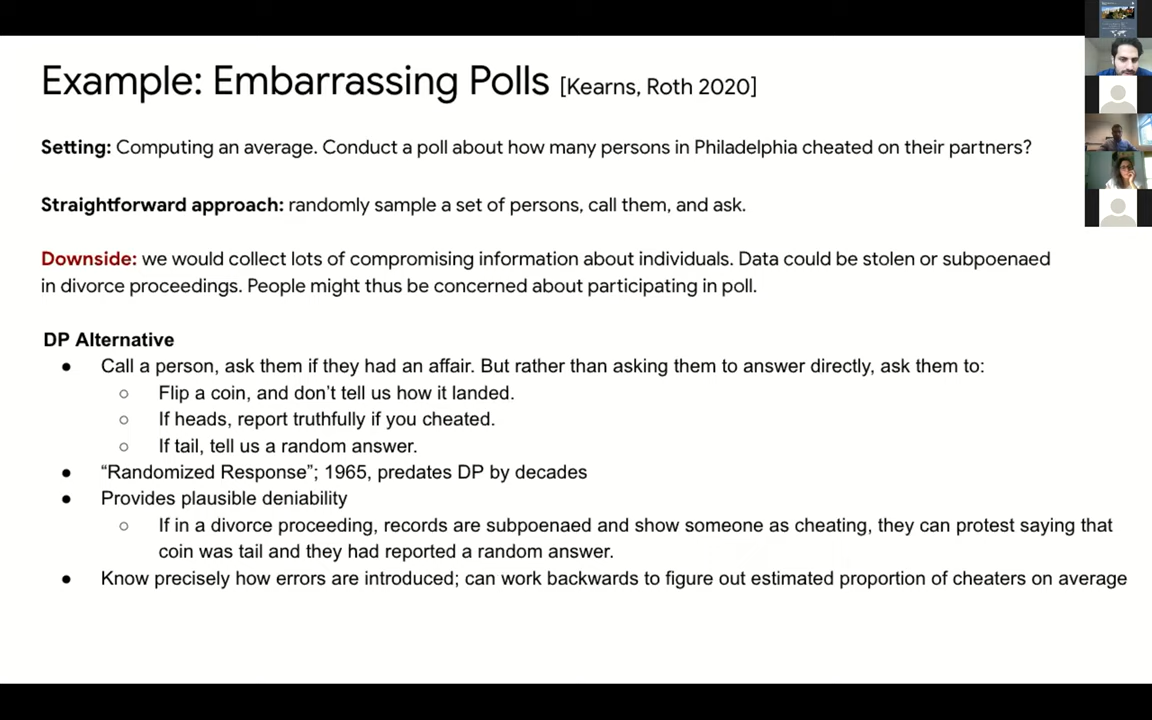 Example: Embarrassing Polls [Kearns, Roth 2020]
Setting: Computing an average. Conduct a poll about how many persons in Philadelphia cheated on their partners?
Straightforward approach: randomly sample a set of persons, call them, and ask.
Downside: we would collect lots of compromising information about individuals. Data could be stolen or subpoenaed
in divorce proceedings. People might thus be concerned about participating in poll.
DP Alternative
● Call a person, ask them if they had an affair. But rather than asking them to answer directly, ask them to:
○ Flip a coin, and don’t tell us how it landed.
○ If heads, report truthfully if you cheated.
○ If tail, tell us a random answer.
● “Randomized Response”; 1965, predates DP by decades
● Provides plausible deniability
○ If in a divorce proceeding, records are subpoenaed and show someone as cheating, they can protest saying that
coin was tail and they had reported a random answer.
● Know precisely how errors are introduced; can work backwards to figure out estimated proportion of cheaters on average